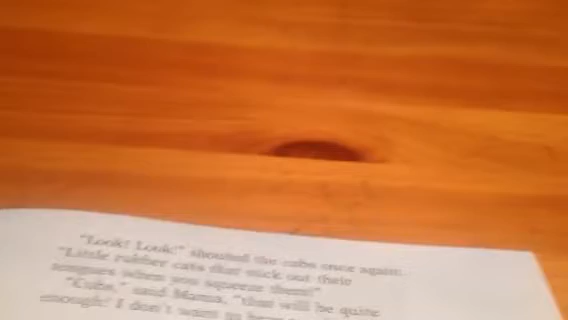 "Look! Look!" shouted the cubs once again.
"Little rubber cats that stick out their
tongues when you squeeze them!"
"Cubs," said Mama, "that will be quite
enough! I don't want to hear